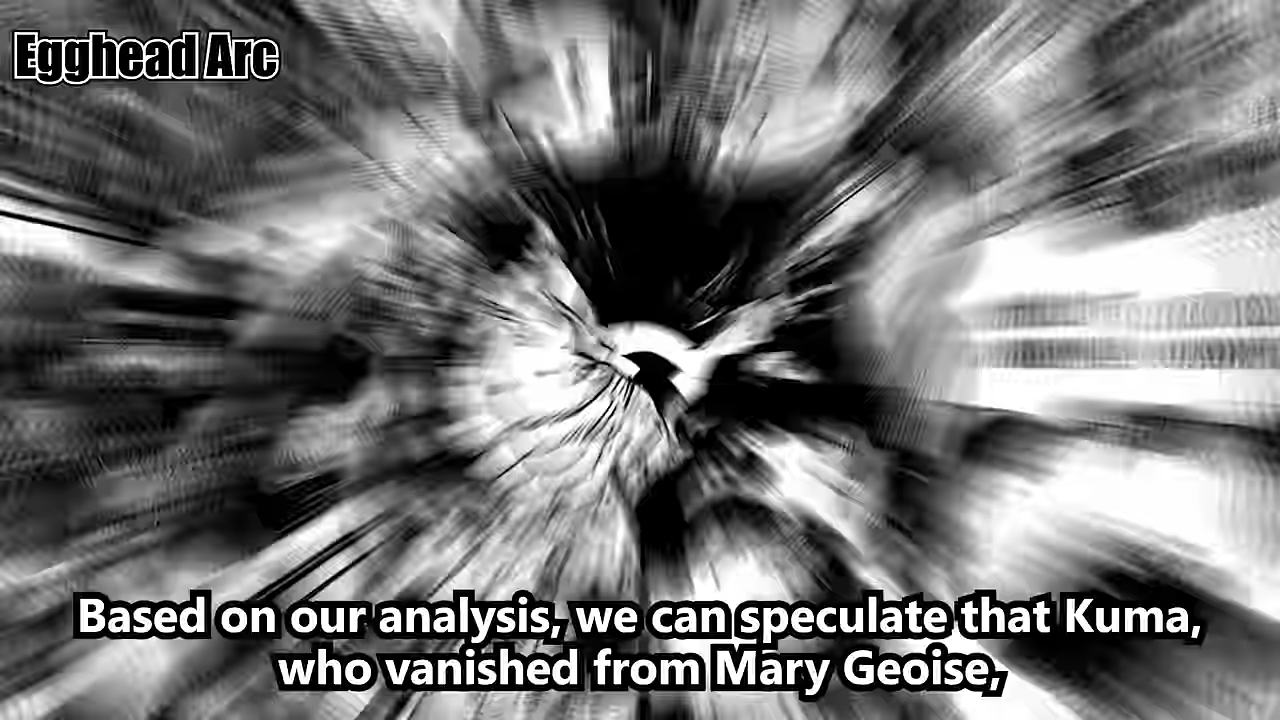 Egghead Arc
Based on our analysis, we can speculate that Kuma,
who vanished from Mary Geoise,